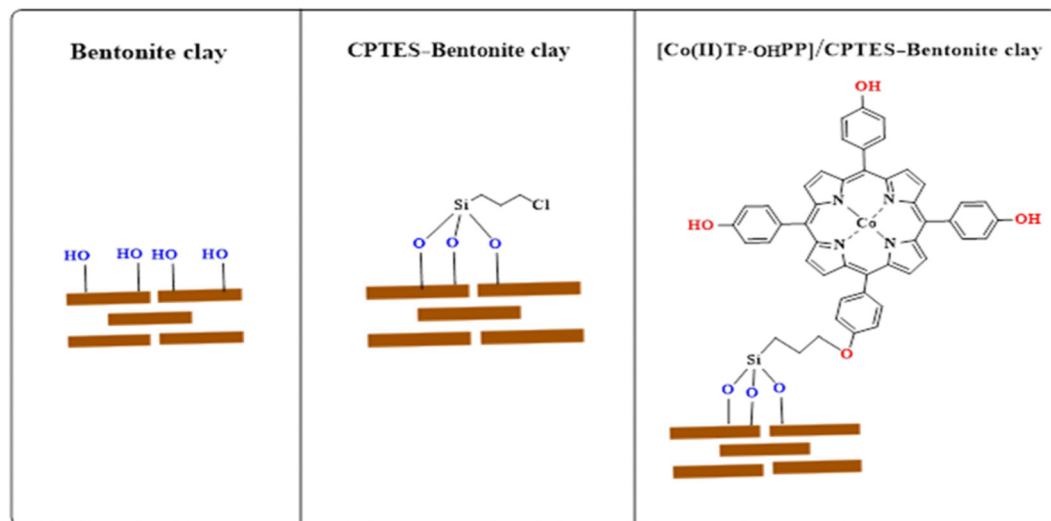 Bentonite clay
HO HO HO HO
CPTES-Bentonite clay
Si
Cl
O O O
[Co(II)TP-OHPP]/CPTES-Bentonite clay
OH
N N
HO Co OH
N N
O
Si
O O O